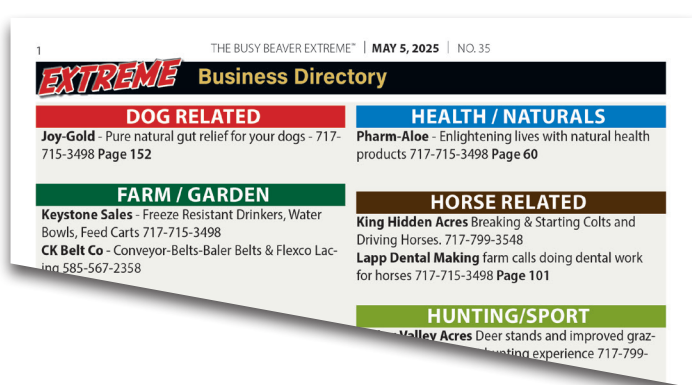 1
THE BUSY BEAVER EXTREME™ | MAY 5, 2025 | NO. 35
EXTREME Business Directory
DOG RELATED
Joy-Gold - Pure natural gut relief for your dogs - 717-
715-3498 Page 152
FARM / GARDEN
Keystone Sales - Freeze Resistant Drinkers, Water
Bowls, Feed Carts 717-715-3498
CK Belt Co - Conveyor-Belts-Baler Belts & Flexco Lac-
ing 585-567-2358
HEALTH / NATURALS
Pharm-Aloe - Enlightening lives with natural health
products 717-715-3498 Page 60
HORSE RELATED
King Hidden Acres Breaking & Starting Colts and
Driving Horses. 717-799-3548
Lapp Dental Making farm calls doing dental work
for horses 717-715-3498 Page 101
HUNTING/SPORT
Valley Acres Deer stands and improved graz-
hunting experience 717-799-